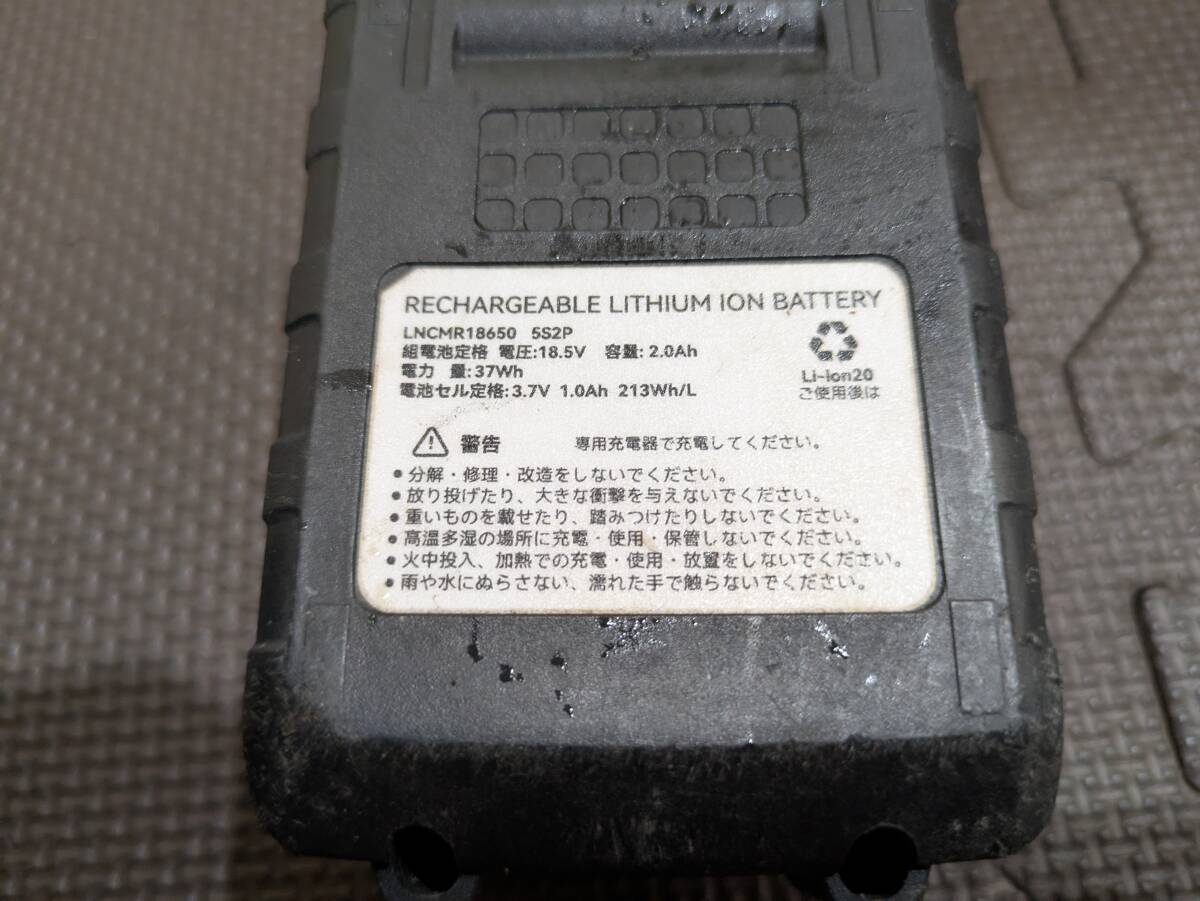 RECHARGEABLE LITHIUM ION BATTERY
LNCMR18650 5S2P
組電池定格 電圧:18.5V 容量: 2.0Ah
電力 量:37Wh
電池セル定格:3.7V 1.0Ah 213Wh/L
Li-Ion20
ご使用後は
警告 専用充電器で充電してください。
•分解・修理・改造をしないでください。
•放り投げたり、大きな衝撃を与えないでください。
•重いものを載せたり、踏みつけたりしないでください。
•高温多湿の場所に充電・使用・保管しないでください。
•火中投入、加熱での充電・使用・放置をしないでください。
•雨や水にぬらさない、濡れた手で触らないでください。